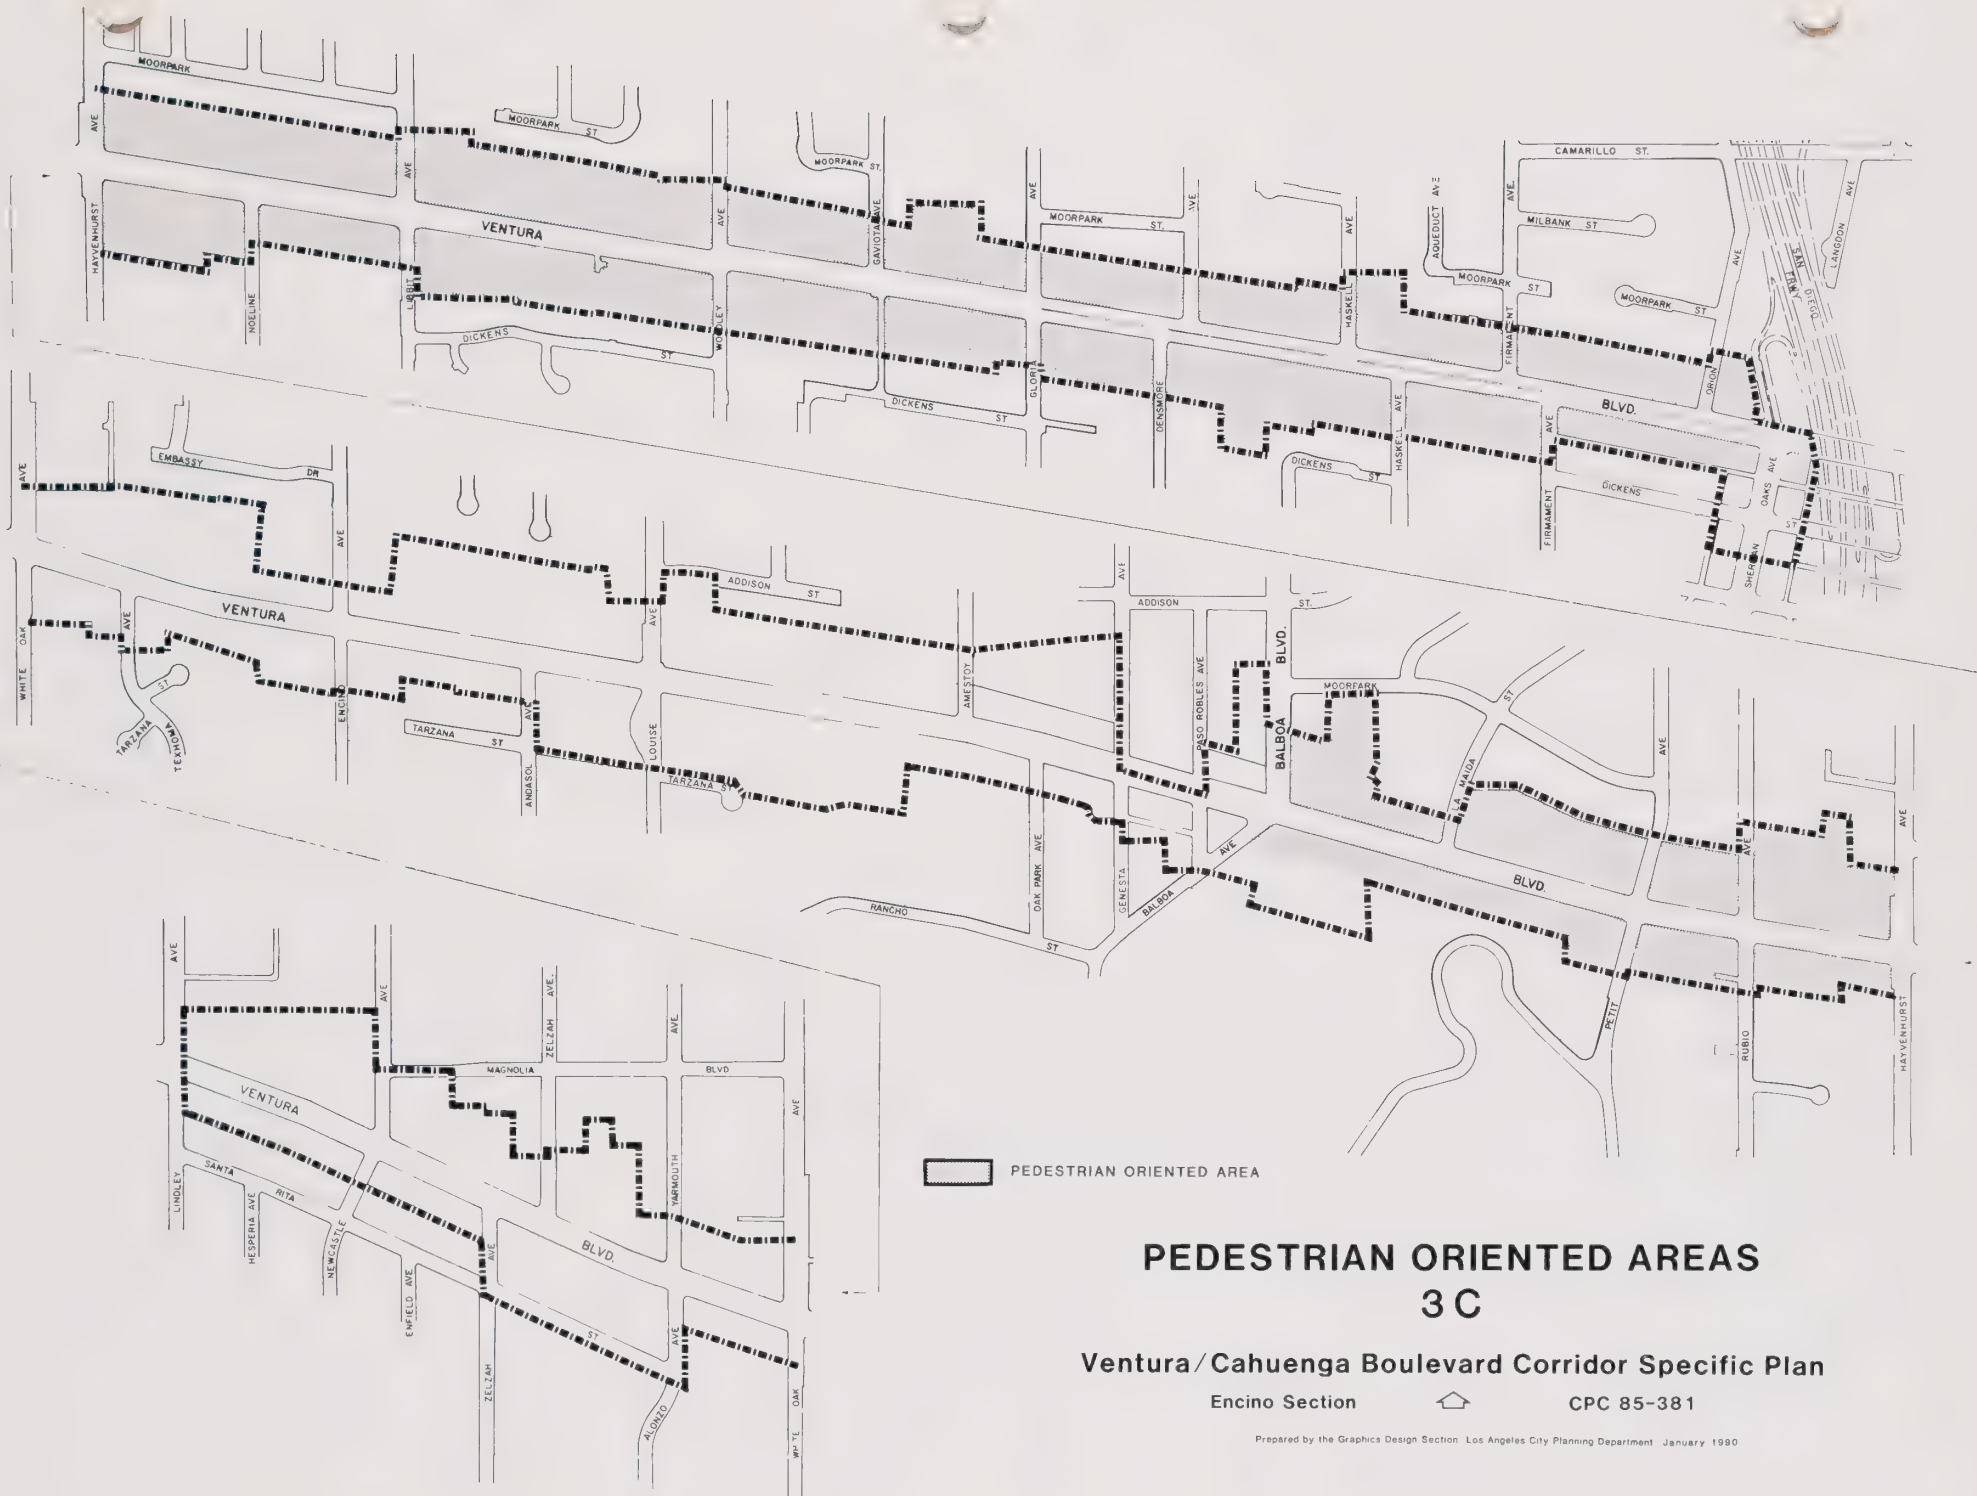 MOORPARK
AVE
HAYVENHURST
NOELINE
AVE
LIBBIT
VENTURA
MOORPARK ST
DICKENS ST
AVE
WOODLEY
MOORPARK ST.
GAVIOTA AVE
DICKENS ST
AVE
GLORIA
MOORPARK ST.
AVE
DENSMORE
AVE
HASKELL
DICKENS ST
HASKELL AVE
AQUEDUCT AVE
MOORPARK ST
AVE.
FIRMAMENT
CAMARILLO ST.
MILBANK ST
MOORPARK ST
AVE
ORION
SAN DIEGO
FRWY
LANGDON AVE
BLVD.
FIRMAMENT AVE
DICKENS ST
SHERMAN OAKS AVE
AVE
WHITE OAK
EMBASSY DR
VENTURA
AVE
TARZANA ST
TEXHOMA
AVE
ENCINO
TARZANA ST
ANDASOL AVE
AVE
LOUISE
TARZANA ST
ADDISON ST
AMESTOY
AVE
ADDISON ST.
PASO ROBLES AVE
BALBOA BLVD.
OAK PARK AVE
GENESTA
BALBOA AVE
RANCHO ST
MOORPARK ST
LA MAIDA
BLVD.
AVE
PETIT
AVE
RUBIO
AVE
HAYVENHURST
AVE
LINDLEY
VENTURA
AVE
SANTA RITA ST
HESPERIA AVE
NEWCASTLE
ENFIELD AVE
ZELZAH AVE.
MAGNOLIA BLVD
AVE
ZELZAH
AVE.
YARMOUTH
BLVD.
AVE
ALONZO
AVE
WHITE OAK
PEDESTRIAN ORIENTED AREA
PEDESTRIAN ORIENTED AREAS
3C
Ventura/Cahuenga Boulevard Corridor Specific Plan
Encino Section CPC 85-381
Prepared by the Graphics Design Section Los Angeles City Planning Department January 1990